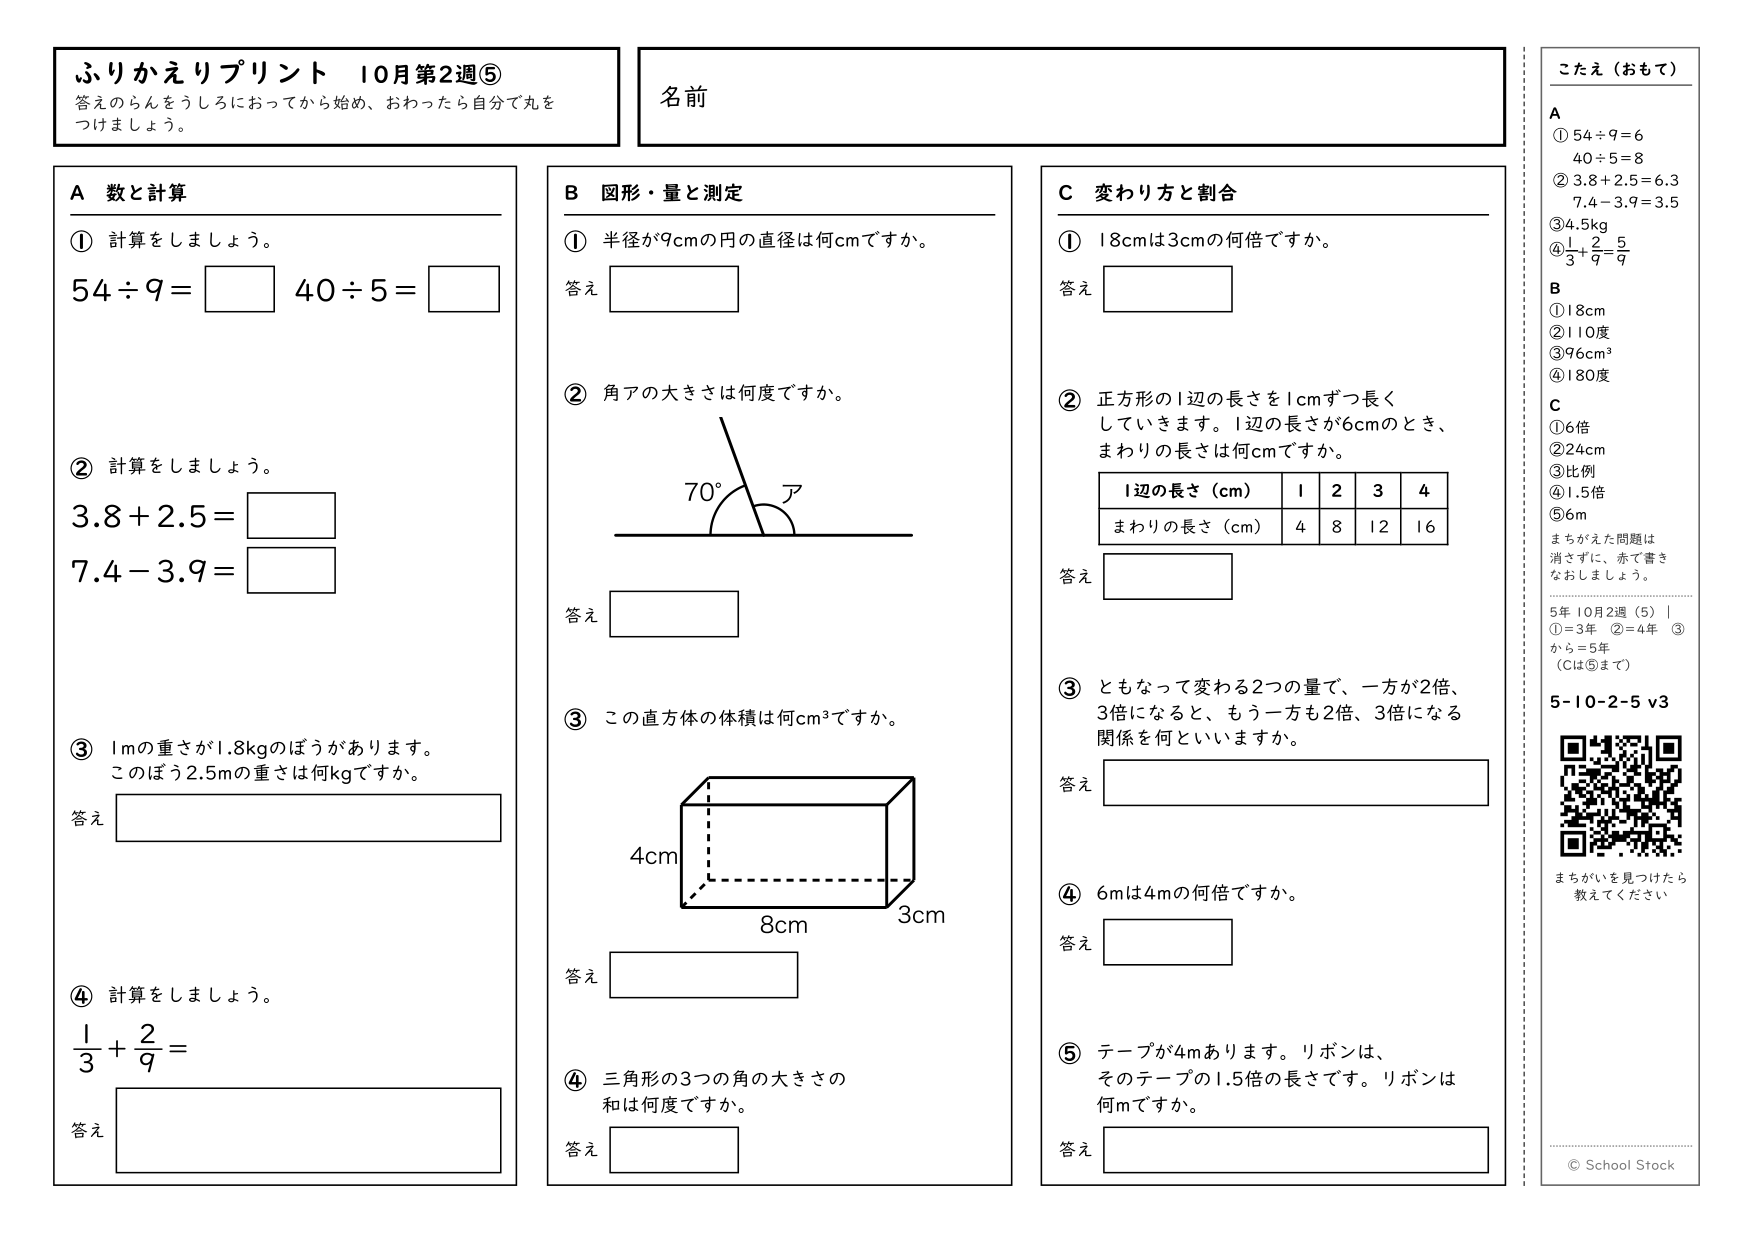 ふりかえりプリント　10月第2週⑤
答えのらんをうしろにおってから始め、おわったら自分で丸を
つけましょう。
名前
A　数と計算
① 計算をしましょう。
54÷9＝　40÷5＝
② 計算をしましょう。
3.8＋2.5＝
7.4－3.9＝
③ 1mの重さが1.8kgのぼうがあります。
このぼう2.5mの重さは何kgですか。
答え
④ 計算をしましょう。
1/3＋2/9＝
答え
B　図形・量と測定
① 半径が9cmの円の直径は何cmですか。
答え
② 角アの大きさは何度ですか。
70°　ア
答え
③ この直方体の体積は何cm³ですか。
4cm
8cm
3cm
答え
④ 三角形の3つの角の大きさの
和は何度ですか。
答え
C　変わり方と割合
① 18cmは3cmの何倍ですか。
答え
② 正方形の1辺の長さを1cmずつ長く
していきます。1辺の長さが6cmのとき、
まわりの長さは何cmですか。
1辺の長さ（cm）　1　2　3　4
まわりの長さ（cm）　4　8　12　16
答え
③ ともなって変わる2つの量で、一方が2倍、
3倍になると、もう一方も2倍、3倍になる
関係を何といいますか。
答え
④ 6mは4mの何倍ですか。
答え
⑤ テープが4mあります。リボンは、
そのテープの1.5倍の長さです。リボンは
何mですか。
答え
こたえ（おもて）
A
① 54÷9＝6
40÷5＝8
② 3.8＋2.5＝6.3
7.4－3.9＝3.5
③4.5kg
④1/3＋2/9＝5/9
B
①18cm
②110度
③96cm³
④180度
C
①6倍
②24cm
③比例
④1.5倍
⑤6m
まちがえた問題は
消さずに、赤で書き
なおしましょう。
5年 10月2週（5）｜
①＝3年　②＝4年　③
から＝5年
（Cは⑤まで）
5-10-2-5 v3
まちがいを見つけたら
教えてください
© School Stock